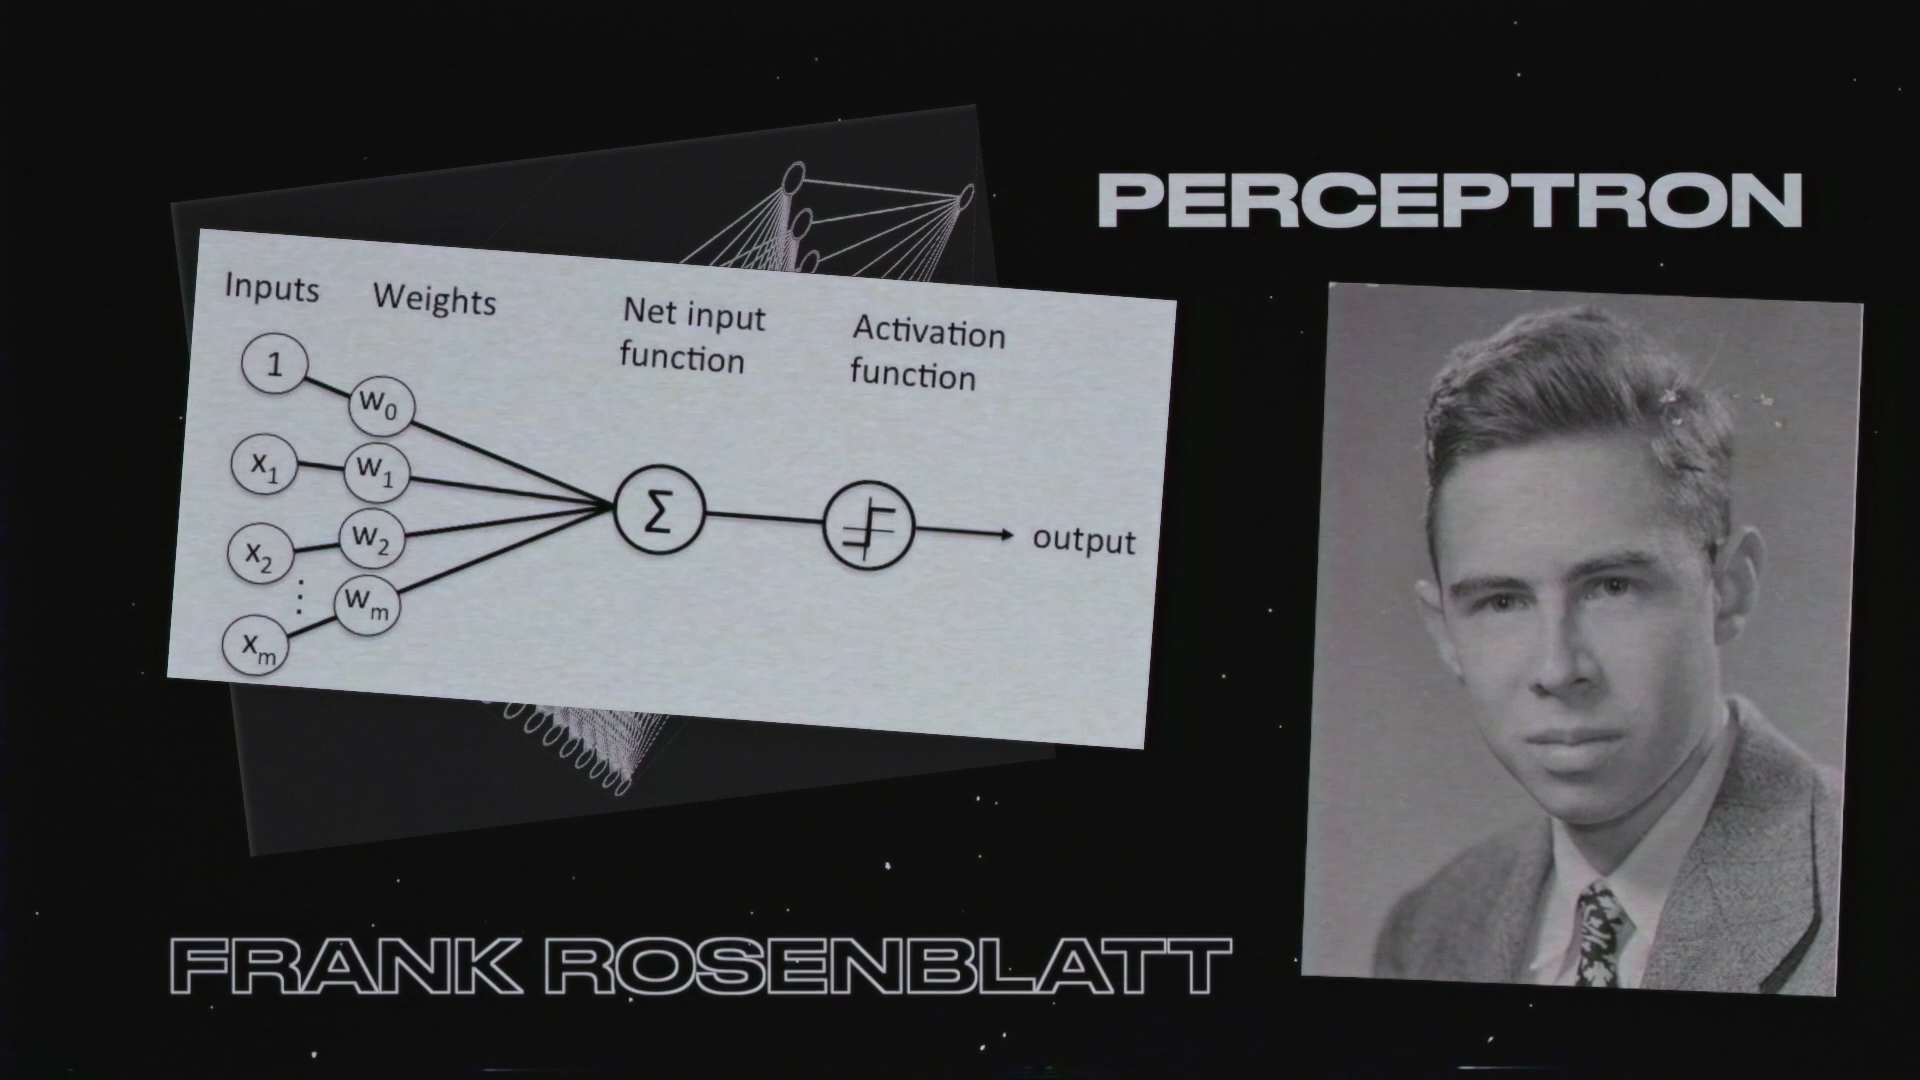 PERCEPTRON
Inputs
Weights
Net input
function
Activation
function
1
w0
x1
w1
x2
w2
⋮
xm
wm
Σ
output
FRANK ROSENBLATT